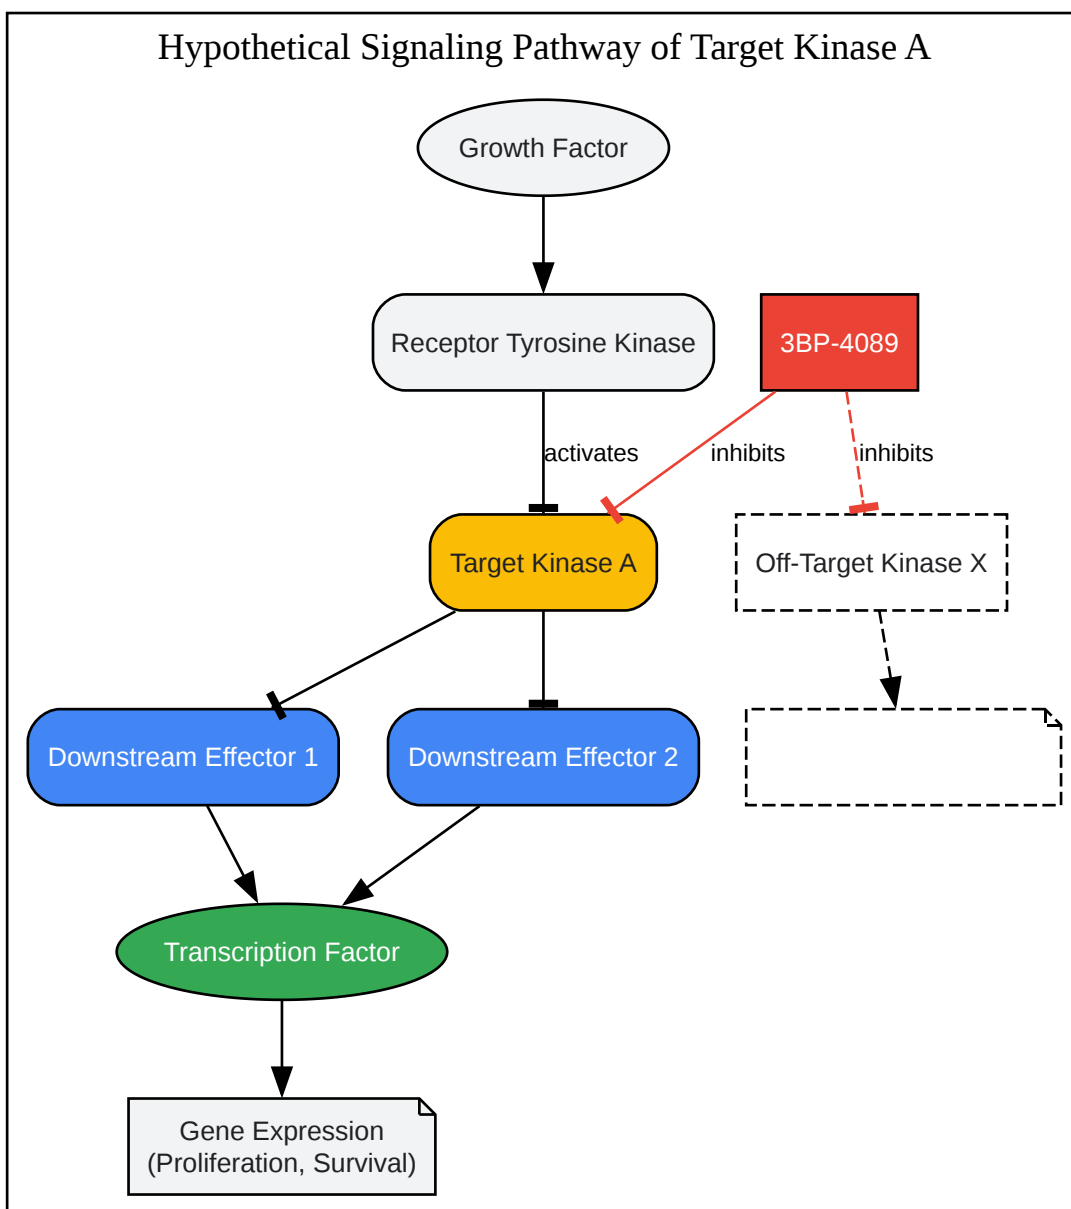 Hypothetical Signaling Pathway of Target Kinase A
Growth Factor
Receptor Tyrosine Kinase
3BP-4089
activates
inhibits
inhibits
Target Kinase A
Off-Target Kinase X
Downstream Effector 1
Downstream Effector 2
Transcription Factor
Gene Expression
(Proliferation, Survival)